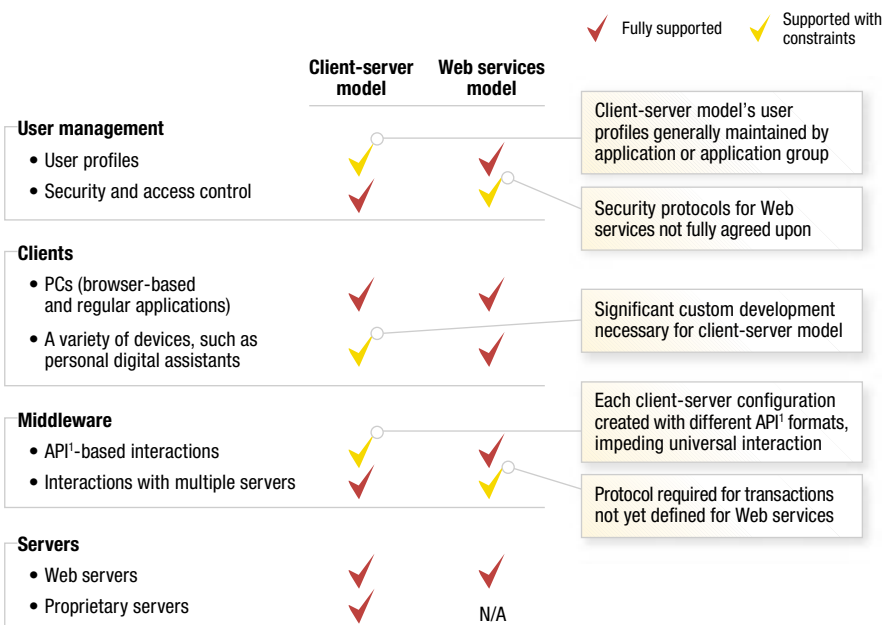 Fully supported
Supported with
constraints
Client-server
model
Web services
model
User management
• User profiles
• Security and access control
Client-server model's user
profiles generally maintained by
application or application group
Security protocols for Web
services not fully agreed upon
Clients
• PCs (browser-based
and regular applications)
• A variety of devices, such as
personal digital assistants
Significant custom development
necessary for client-server model
Middleware
• API¹-based interactions
• Interactions with multiple servers
Each client-server configuration
created with different API¹ formats,
impeding universal interaction
Protocol required for transactions
not yet defined for Web services
Servers
• Web servers
• Proprietary servers
N/A